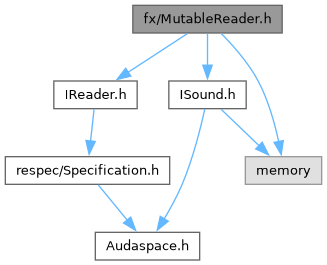 fx/MutableReader.h
IReader.h
ISound.h
respec/Specification.h
memory
Audaspace.h